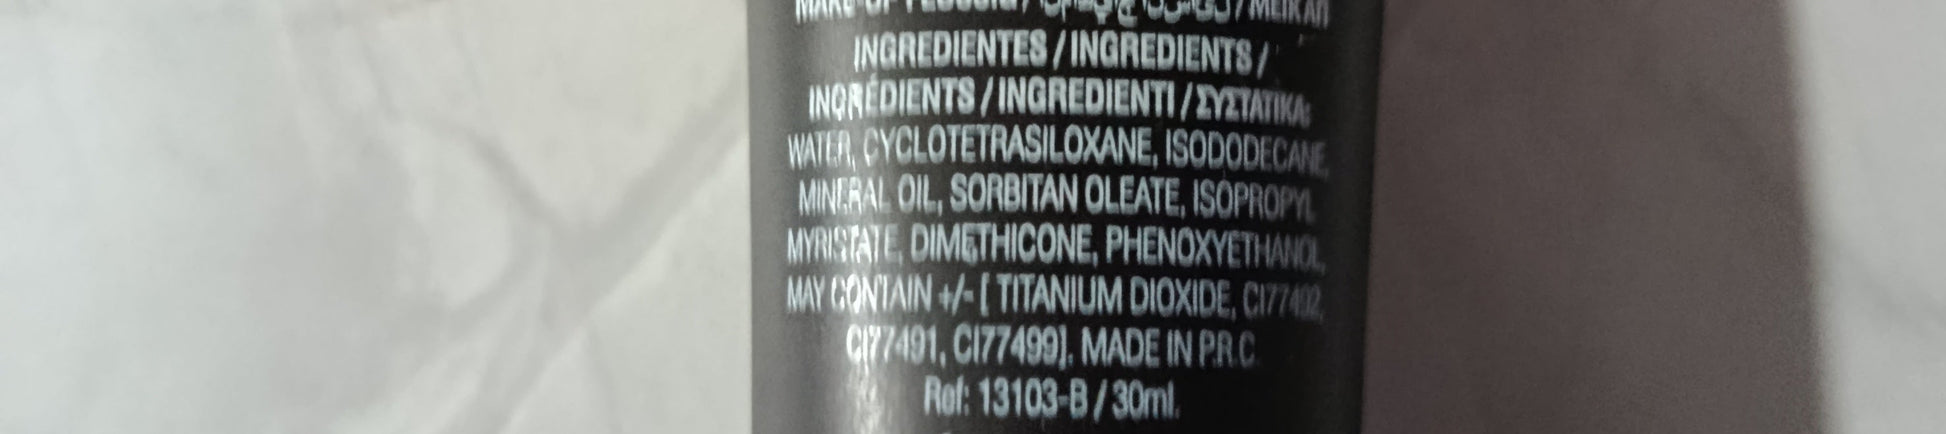 INGREDIENTES / INGREDIENTS /
INGRÉDIENTS / INGREDIENTI / ΣΥΣΤΑΤΙΚΑ:
WATER, CYCLOTETRASILOXANE, ISODODECANE,
MINERAL OIL, SORBITAN OLEATE, ISOPROPYL
MYRISTATE, DIMETHICONE, PHENOXYETHANOL,
MAY CONTAIN +/- [ TITANIUM DIOXIDE, CI77492,
CI77491, CI77499]. MADE IN P.R.C.
Ref: 13103-B / 30ml.